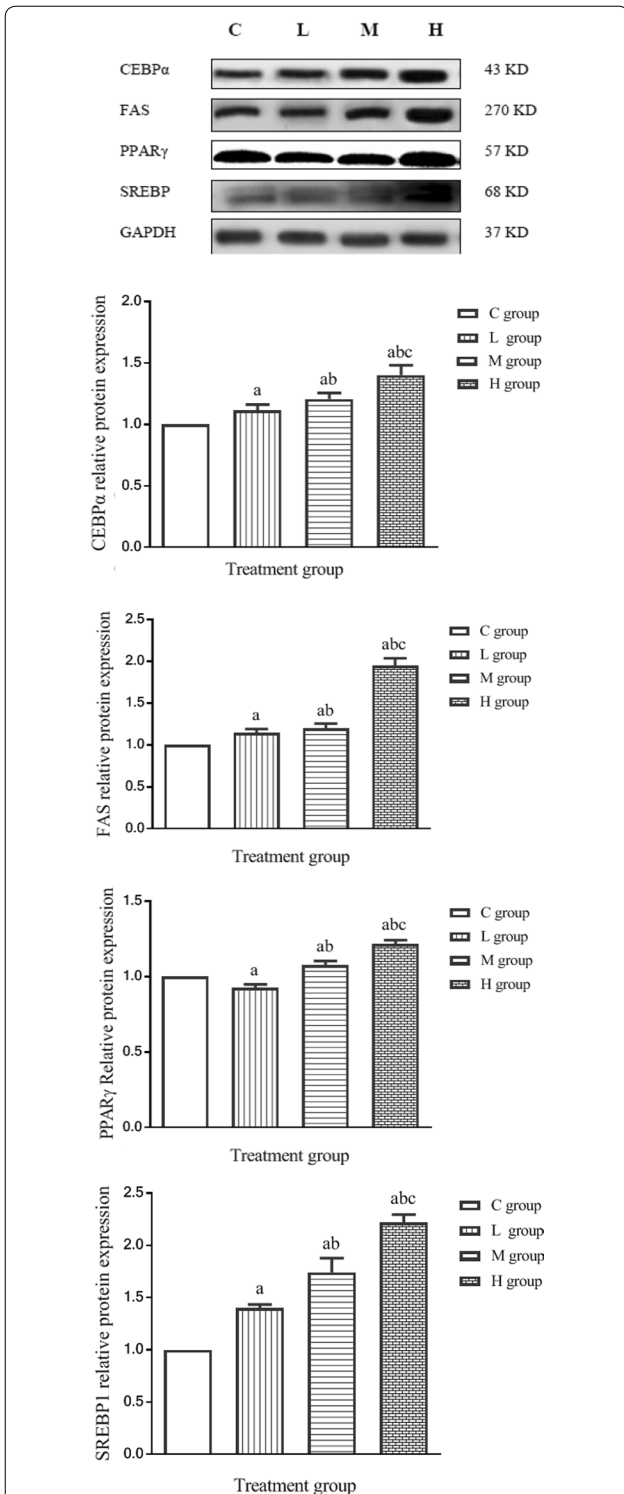 C L M H
CEBPα 43 KD
FAS 270 KD
PPARγ 57 KD
SREBP 68 KD
GAPDH 37 KD
CEBPα relative protein expression
2.0
1.5
1.0
0.5
0.0
a
ab
abc
Treatment group
C group
L group
M group
H group
FAS relative protein expression
2.5
2.0
1.5
1.0
0.5
0.0
a
ab
abc
Treatment group
C group
L group
M group
H group
PPARγ Relative protein expression
1.5
1.0
0.5
0.0
a
ab
abc
Treatment group
C group
L group
M group
H group
SREBP1 relative protein expression
2.5
2.0
1.5
1.0
0.5
0.0
a
ab
abc
Treatment group
C group
L group
M group
H group